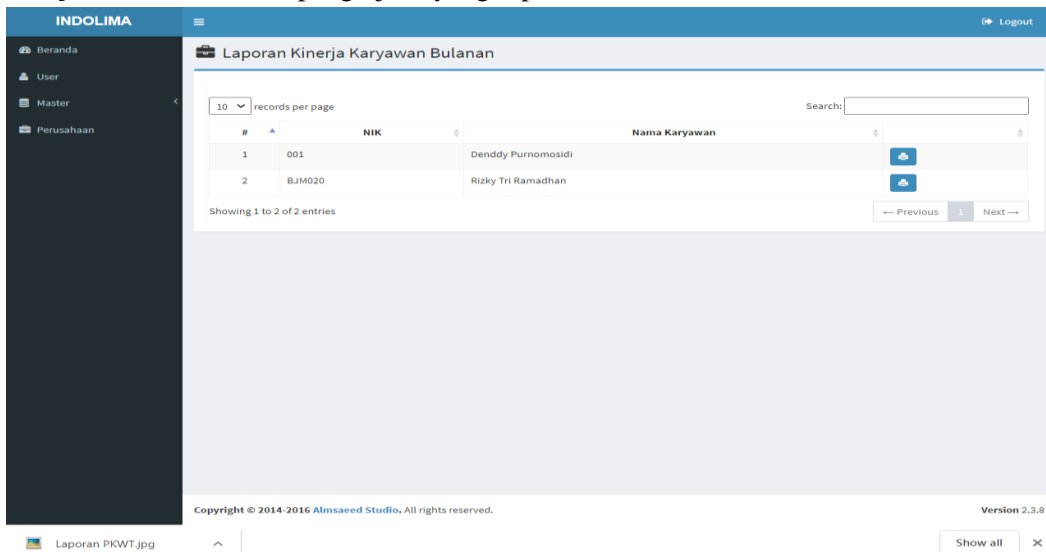 INDOLIMA
Logout
Beranda
User
Master
Perusahaan
Laporan Kinerja Karyawan Bulanan
10 records per page
Search:
# NIK Nama Karyawan
1 001 Denddy Purnomosidi
2 BJM020 Rizky Tri Ramadhan
Showing 1 to 2 of 2 entries
← Previous 1 Next →
Copyright © 2014-2016 Almsaeed Studio. All rights reserved.
Version 2.3.8
Laporan PKWT.jpg
Show all